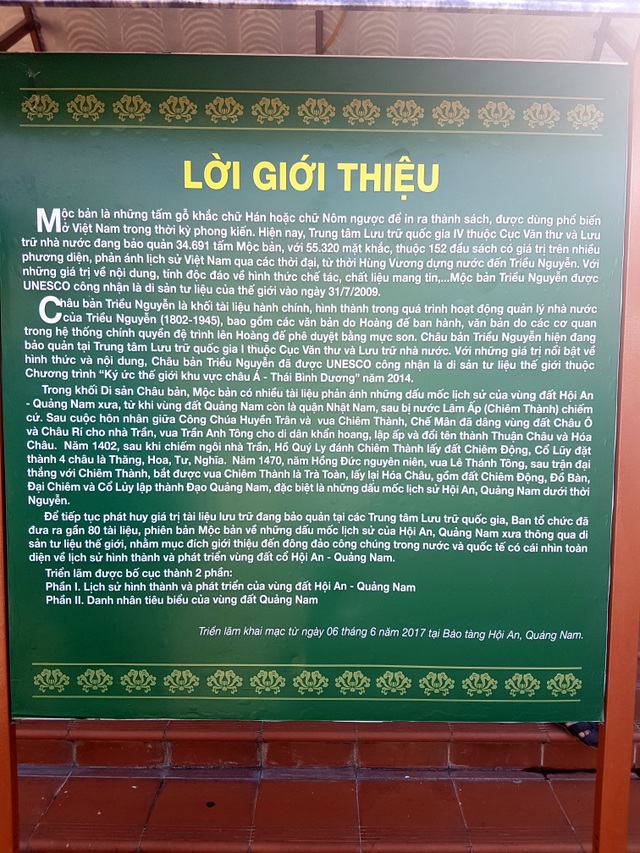 LỜI GIỚI THIỆU
Mộc bản là những tấm gỗ khắc chữ Hán hoặc chữ Nôm ngược để in ra thành sách, được dùng phổ biến
ở Việt Nam trong thời kỳ phong kiến. Hiện nay, Trung tâm Lưu trữ quốc gia IV thuộc Cục Văn thư và Lưu
trữ nhà nước đang bảo quản 34.691 tấm Mộc bản, với 55.320 mặt khắc, thuộc 152 đầu sách có giá trị trên nhiều
phương diện, phản ánh lịch sử Việt Nam qua các thời đại, từ thời Hùng Vương dựng nước đến Triều Nguyễn. Với
những giá trị về nội dung, tính độc đáo về hình thức chế tác, chất liệu mang tin,...Mộc bản Triều Nguyễn được
UNESCO công nhận là di sản tư liệu của thế giới vào ngày 31/7/2009.
Châu bản Triều Nguyễn là khối tài liệu hành chính, hình thành trong quá trình hoạt động quản lý nhà nước
của Triều Nguyễn (1802-1945), bao gồm các văn bản do Hoàng đế ban hành, văn bản do các cơ quan
trong hệ thống chính quyền đệ trình lên Hoàng đế phê duyệt bằng mực son. Châu bản Triều Nguyễn hiện đang
bảo quản tại Trung tâm Lưu trữ quốc gia I thuộc Cục Văn thư và Lưu trữ nhà nước. Với những giá trị nổi bật về
hình thức và nội dung, Châu bản Triều Nguyễn đã được UNESCO công nhận là di sản tư liệu thế giới thuộc
Chương trình “Ký ức thế giới khu vực châu Á - Thái Bình Dương” năm 2014.
Trong khối Di sản Châu bản, Mộc bản có nhiều tài liệu phản ánh những dấu mốc lịch sử của vùng đất Hội An
- Quảng Nam xưa, từ khi vùng đất Quảng Nam còn là quận Nhật Nam, sau bị nước Lâm Ấp (Chiêm Thành) chiếm
cứ. Sau cuộc hôn nhân giữa Công Chúa Huyền Trân và vua Chiêm Thành, Chế Mân đã dâng vùng đất Châu Ô
và Châu Rí cho nhà Trần, vua Trần Anh Tông cho di dân khẩn hoang, lập ấp và đổi tên thành Thuận Châu và Hóa
Châu. Năm 1402, sau khi chiếm ngôi nhà Trần, Hồ Quý Ly đánh Chiêm Thành lấy đất Chiêm Động, Cổ Lũy đặt
thành 4 châu là Thăng, Hoa, Tư, Nghĩa. Năm 1470, năm Hồng Đức nguyên niên, vua Lê Thánh Tông, sau trận đại
thắng với Chiêm Thành, bắt được vua Chiêm Thành là Trà Toàn, lấy lại Hóa Châu, gồm đất Chiêm Động, Đồ Bàn,
Đại Chiêm và Cổ Lủy lập thành Đạo Quảng Nam, đặc biệt là những dấu mốc lịch sử Hội An, Quảng Nam dưới thời
Nguyễn.
Để tiếp tục phát huy giá trị tài liệu lưu trữ đang bảo quản tại các Trung tâm Lưu trữ quốc gia, Ban tổ chức đã
đưa ra gần 80 tài liệu, phiên bản Mộc bản về những dấu mốc lịch sử của Hội An, Quảng Nam xưa thông qua di
sản tư liệu thế giới, nhằm mục đích giới thiệu đến đông đảo công chúng trong nước và quốc tế có cái nhìn toàn
diện về lịch sử hình thành và phát triển vùng đất cổ Hội An - Quảng Nam.
Triển lãm được bố cục thành 2 phần:
Phần I. Lịch sử hình thành và phát triển của vùng đất Hội An - Quảng Nam
Phần II. Danh nhân tiêu biểu của vùng đất Quảng Nam
Triển lãm khai mạc từ ngày 06 tháng 6 năm 2017 tại Bảo tàng Hội An, Quảng Nam.